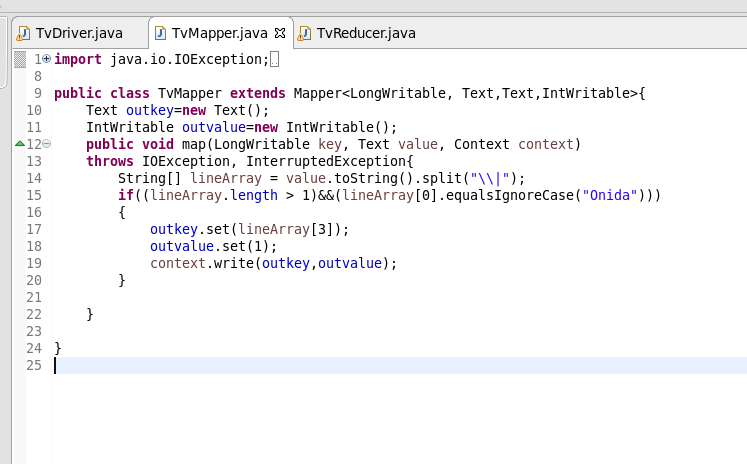 TvDriver.java TvMapper.java TvReducer.java
1 import java.io.IOException;
8
9 public class TvMapper extends Mapper<LongWritable, Text,Text,IntWritable>{
10 Text outkey=new Text();
11 IntWritable outvalue=new IntWritable();
12 public void map(LongWritable key, Text value, Context context)
13 throws IOException, InterruptedException{
14 String[] lineArray = value.toString().split("\\|");
15 if((lineArray.length > 1)&&(lineArray[0].equalsIgnoreCase("Onida")))
16 {
17 outkey.set(lineArray[3]);
18 outvalue.set(1);
19 context.write(outkey,outvalue);
20 }
21
22 }
23
24 }
25